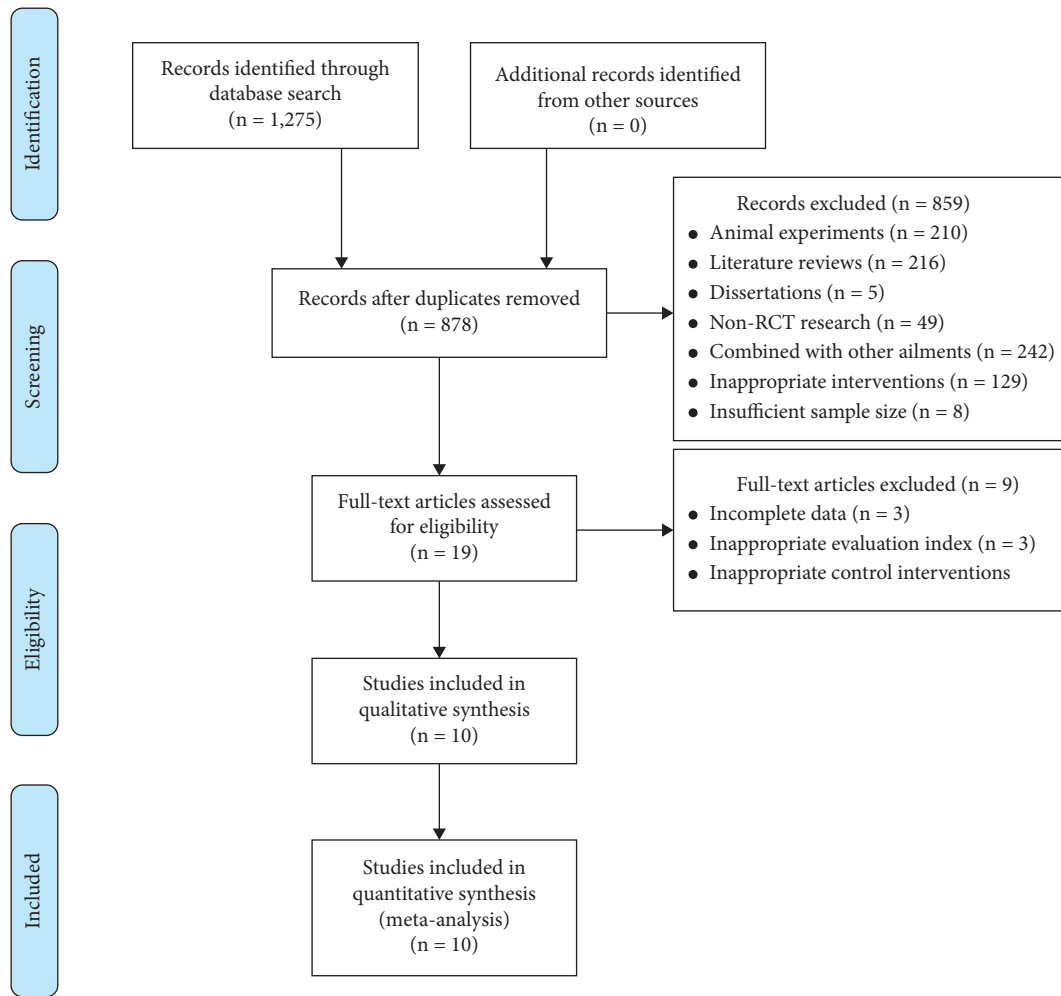 Identification
Records identified through
database search
(n = 1,275)
Additional records identified
from other sources
(n = 0)
Screening
Records after duplicates removed
(n = 878)
Records excluded (n = 859)
● Animal experiments (n = 210)
● Literature reviews (n = 216)
● Dissertations (n = 5)
● Non-RCT research (n = 49)
● Combined with other ailments (n = 242)
● Inappropriate interventions (n = 129)
● Insufficient sample size (n = 8)
Eligibility
Full-text articles assessed
for eligibility
(n = 19)
Full-text articles excluded (n = 9)
● Incomplete data (n = 3)
● Inappropriate evaluation index (n = 3)
● Inappropriate control interventions
Studies included in
qualitative synthesis
(n = 10)
Included
Studies included in
quantitative synthesis
(meta-analysis)
(n = 10)